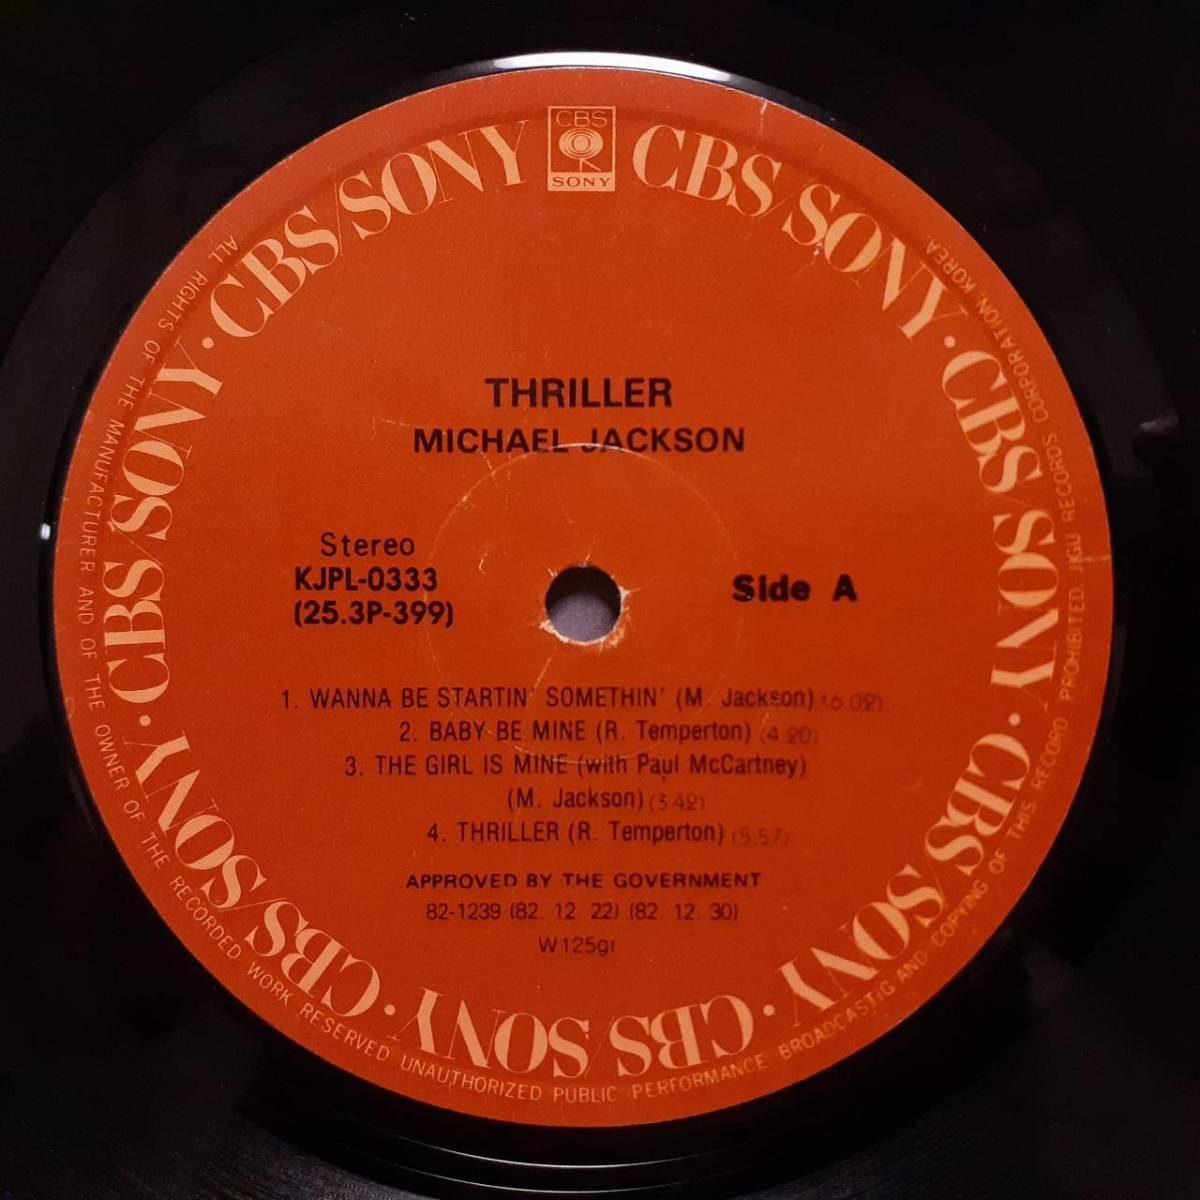 CBS
SONY
CBS/SONY · CBS/SONY · CBS/SONY · CBS/SONY · CBS/SONY · CBS/SONY · CBS/SONY · CBS/SONY
THRILLER
MICHAEL JACKSON
Stereo
KJPL-0333
(25.3P-399)
Side A
1. WANNA BE STARTIN' SOMETHIN' (M. Jackson) (6.02)
2. BABY BE MINE (R. Temperton) (4.20)
3. THE GIRL IS MINE (with Paul McCartney)
(M. Jackson) (3.42)
4. THRILLER (R. Temperton) (5.57)
APPROVED BY THE GOVERNMENT
82-1239 (82. 12. 22) (82. 12. 30)
W125gr
ALL RIGHTS OF THE MANUFACTURER AND OF THE OWNER OF THE RECORDED WORK RESERVED UNAUTHORIZED PUBLIC PERFORMANCE BROADCASTIG AND COPYING OF THIS RECORD PROHIBITED. JIGU RECORDS CORPORATION, KOREA